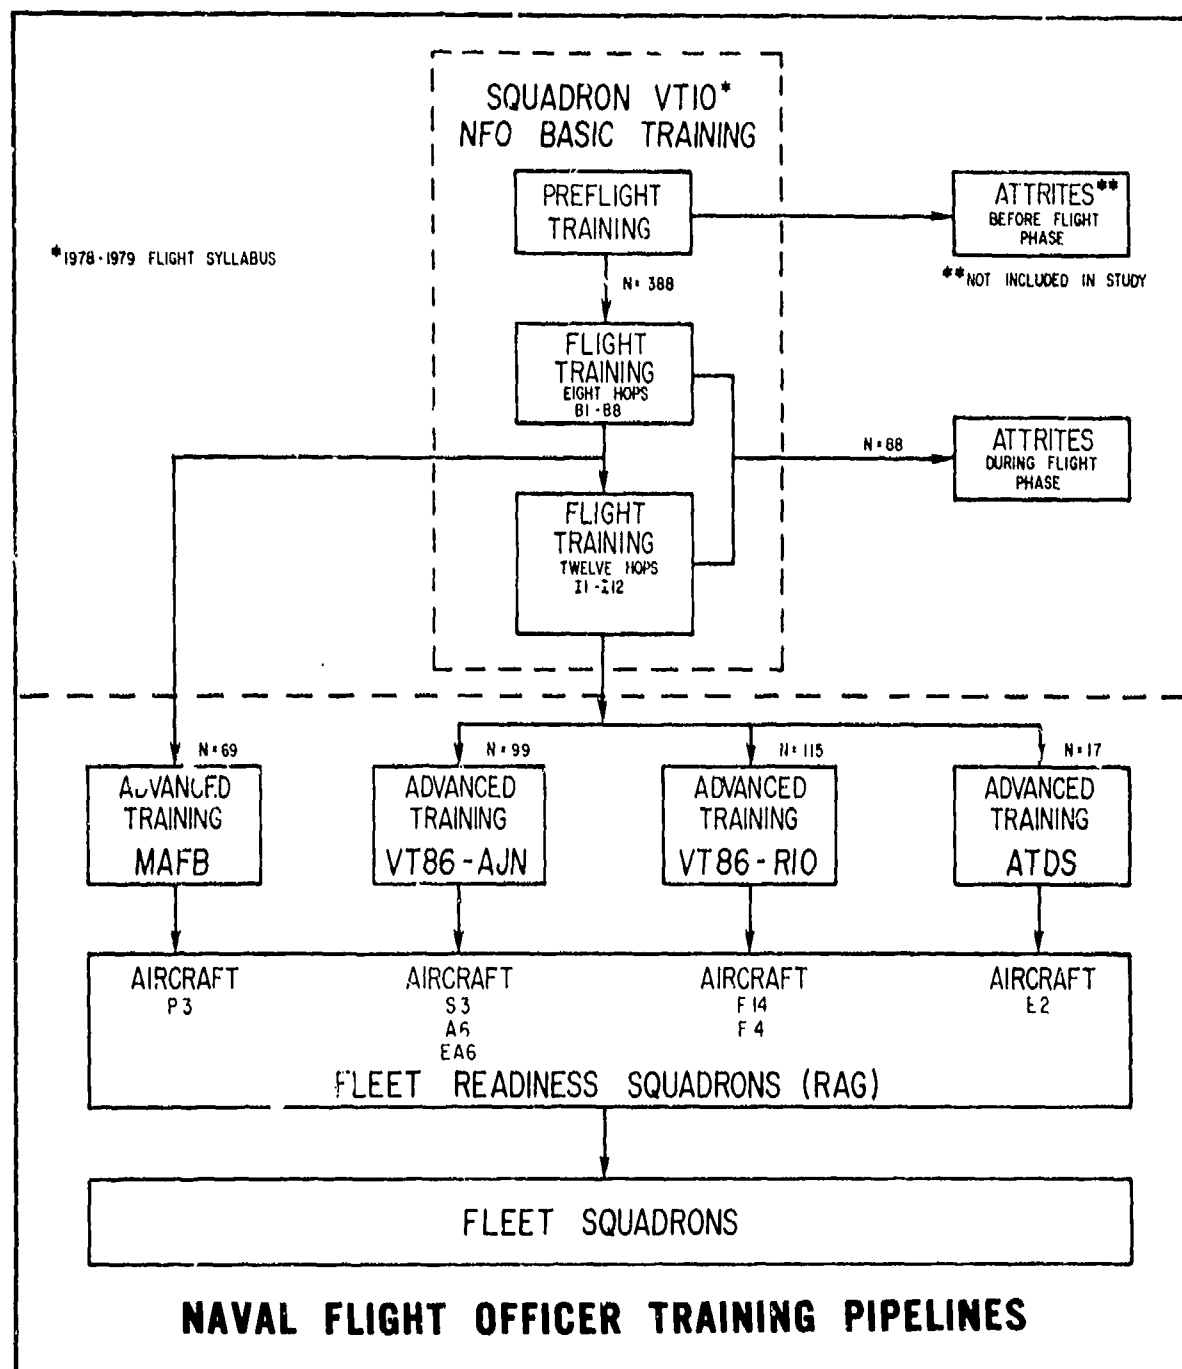 SQUADRON VT10*
NFO BASIC TRAINING
PREFLIGHT
TRAINING
ATTRITES**
BEFORE FLIGHT
PHASE
*1978-1979 FLIGHT SYLLABUS
**NOT INCLUDED IN STUDY
N=388
FLIGHT
TRAINING
EIGHT HOPS
B1-B8
N=88
ATTRITES
DURING FLIGHT
PHASE
FLIGHT
TRAINING
TWELVE HOPS
I1-I12
N=69
N=99
N=115
N=17
ADVANCED
TRAINING
MAFB
ADVANCED
TRAINING
VT86-AJN
ADVANCED
TRAINING
VT86-RIO
ADVANCED
TRAINING
ATDS
AIRCRAFT
P3
AIRCRAFT
S3
A6
EA6
AIRCRAFT
F14
F4
AIRCRAFT
E2
FLEET READINESS SQUADRONS (RAG)
FLEET SQUADRONS
NAVAL FLIGHT OFFICER TRAINING PIPELINES